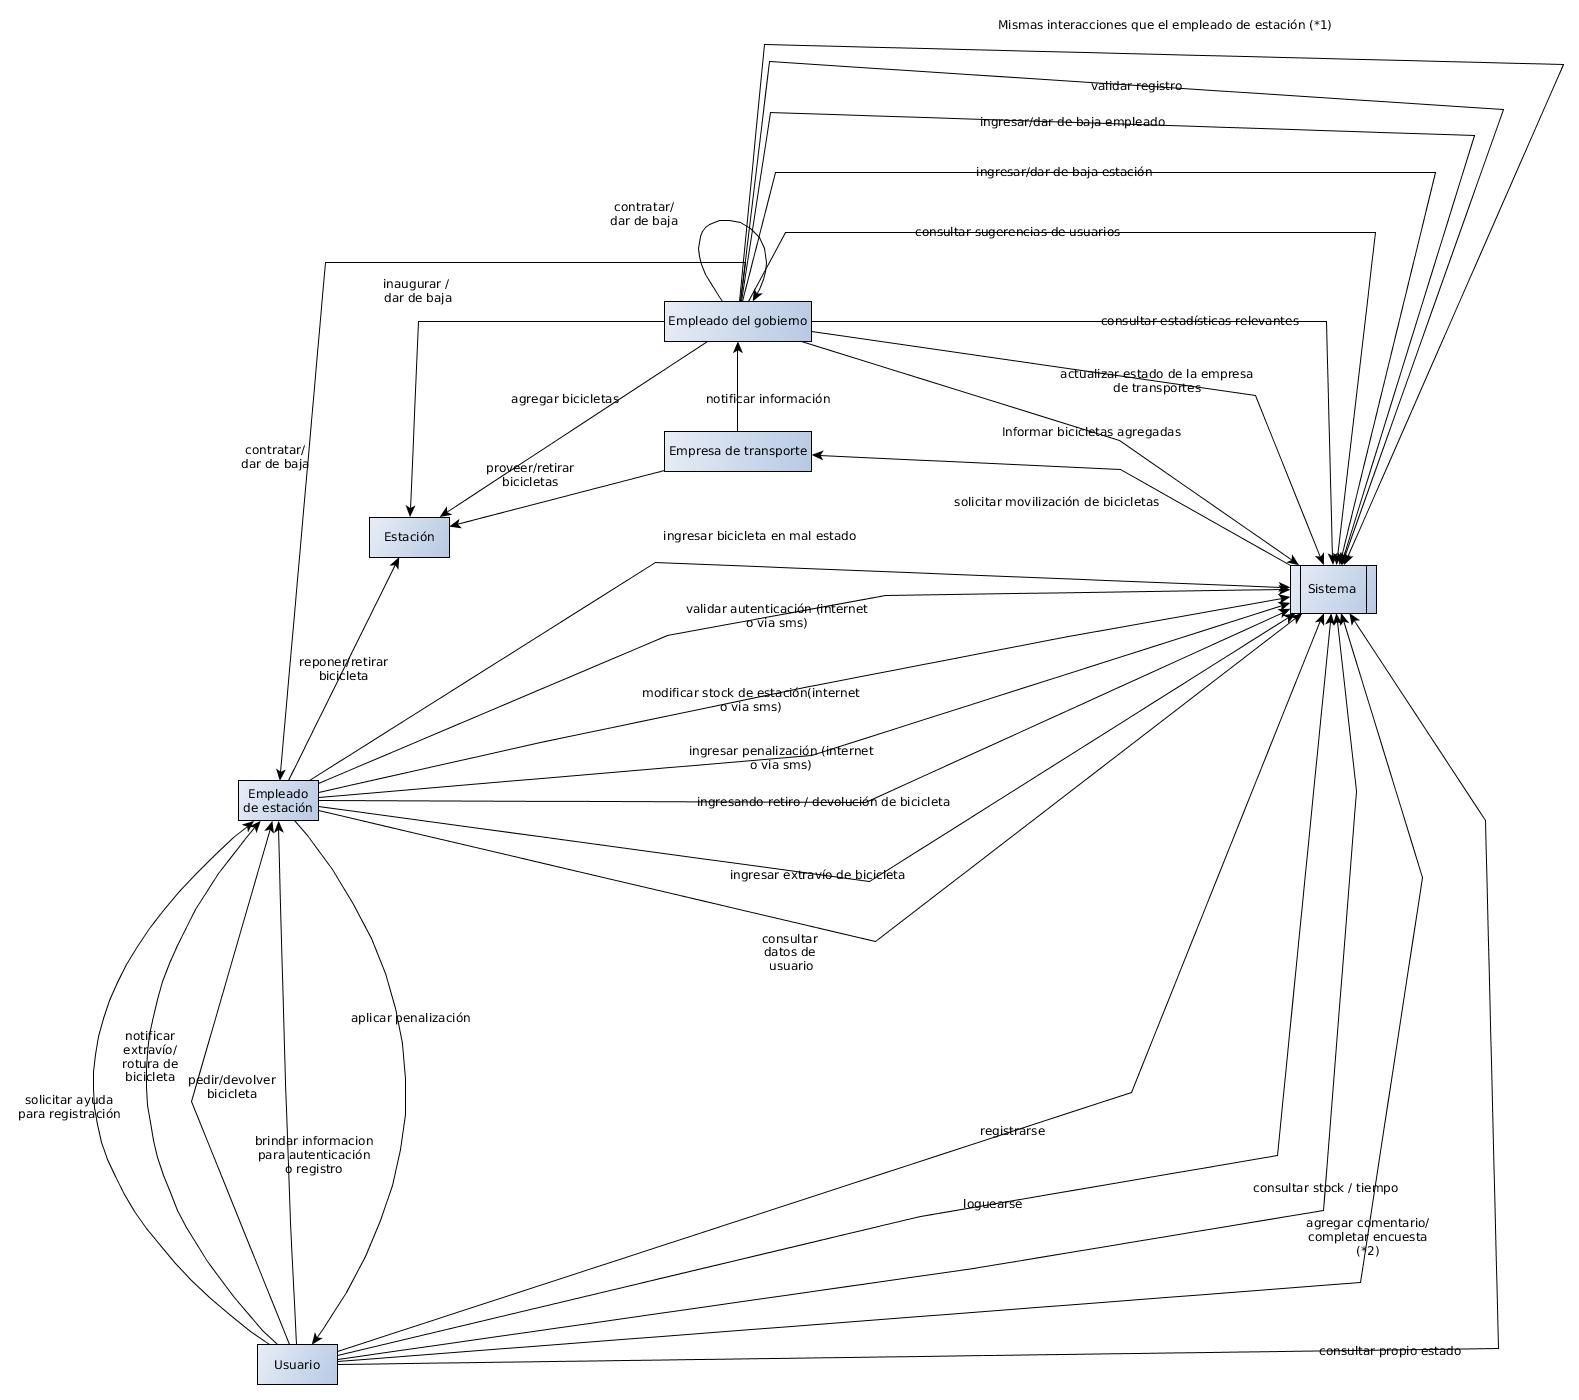 Mismas interacciones que el empleado de estación (*1)
validar registro
ingresar/dar de baja empleado
ingresar/dar de baja estación
contratar/
dar de baja
consultar sugerencias de usuarios
inaugurar /
dar de baja
Empleado del gobierno
consultar estadísticas relevantes
actualizar estado de la empresa
de transportes
agregar bicicletas
notificar información
Informar bicicletas agregadas
contratar/
dar de baja
Empresa de transporte
proveer/retirar
bicicletas
solicitar movilización de bicicletas
Estación
ingresar bicicleta en mal estado
Sistema
validar autenticación (internet
o via sms)
reponer/retirar
bicicleta
modificar stock de estación(internet
o via sms)
ingresar penalización (internet
o via sms)
Empleado
de estación
ingresando retiro / devolución de bicicleta
ingresar extravío de bicicleta
consultar
datos de
usuario
aplicar penalización
notificar
extravío/
rotura de
bicicleta
pedir/devolver
bicicleta
solicitar ayuda
para registración
brindar informacion
para autenticación
o registro
registrarse
loguearse
consultar stock / tiempo
agregar comentario/
completar encuesta
(*2)
consultar propio estado
Usuario